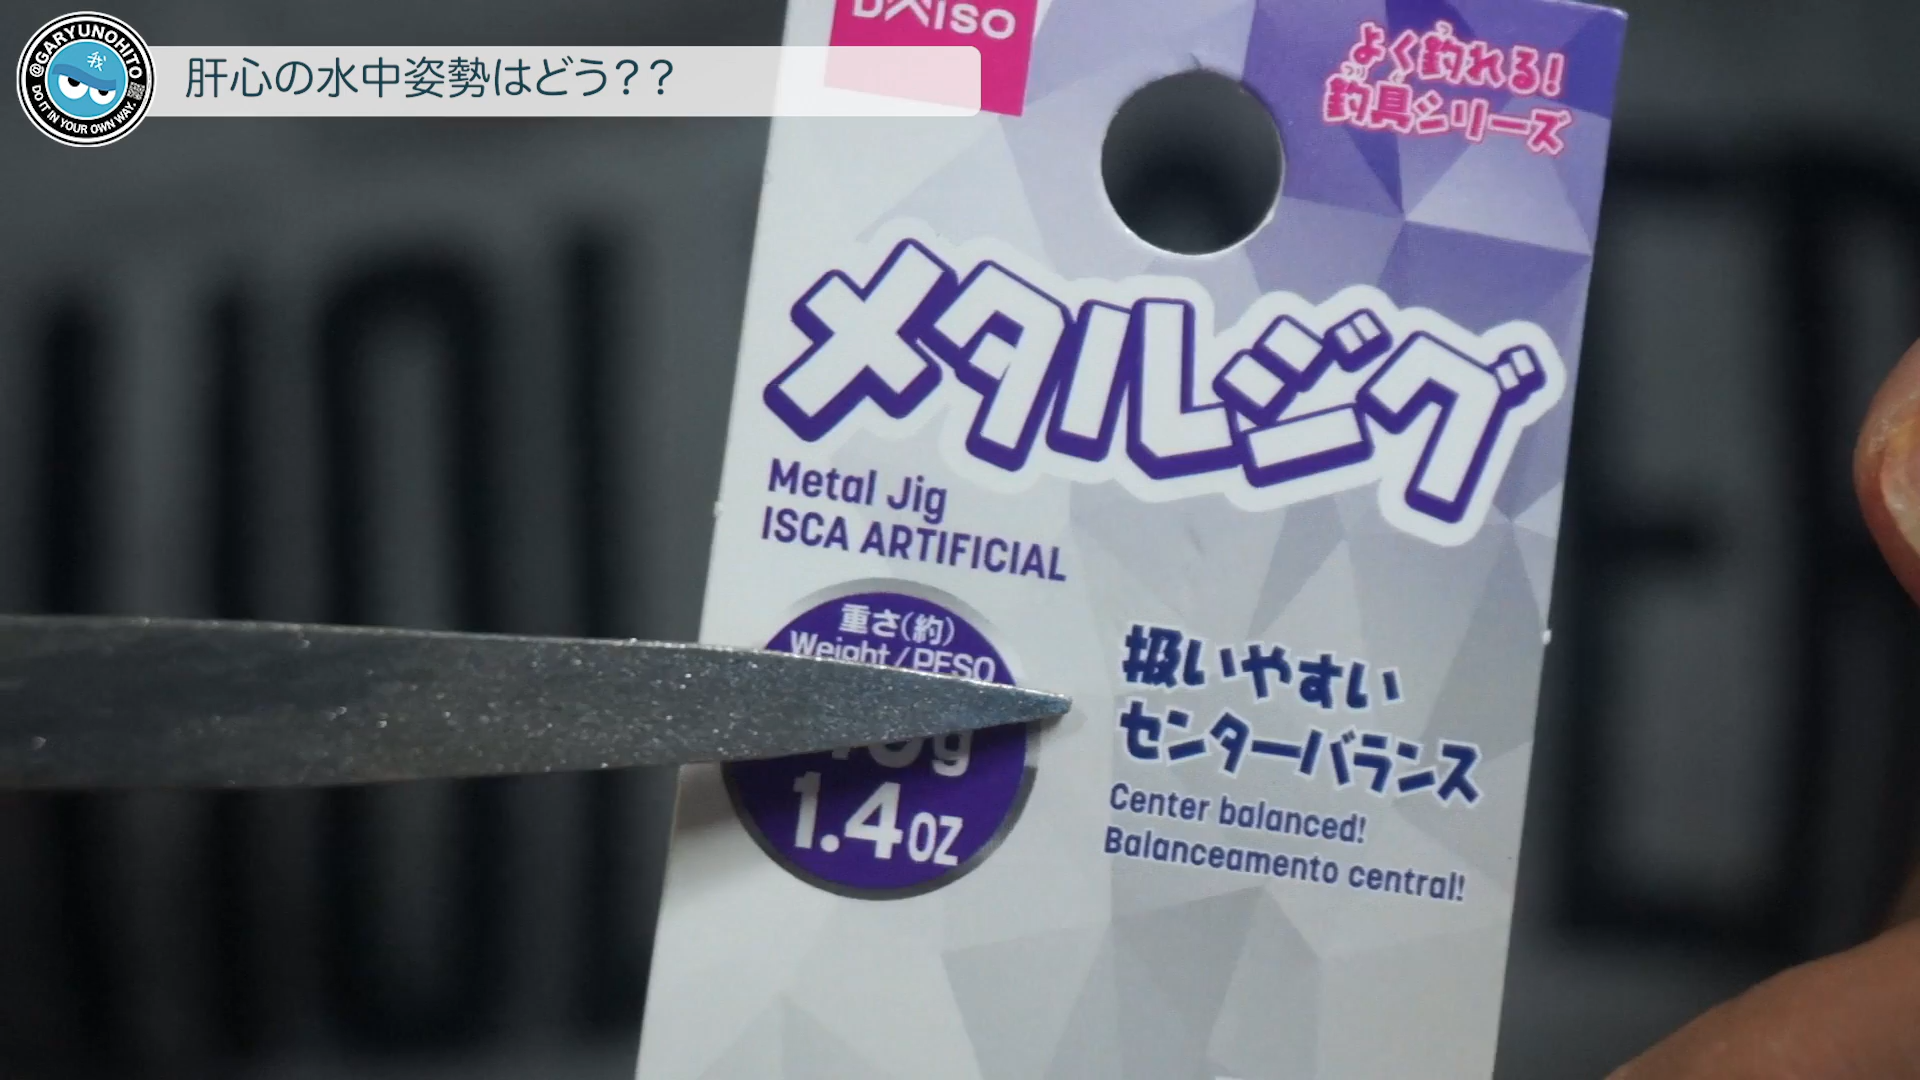 @GARYUNOHITO
我
DO IT IN YOUR OWN WAY.
肝心の水中姿勢はどう？？
DAISO
よく釣れる！
釣具シリーズ
メタルジグ
Metal Jig
ISCA ARTIFICIAL
重さ(約)
Weight/PESO
1.4OZ
扱いやすい
センターバランス
Center balanced!
Balanceamento central!